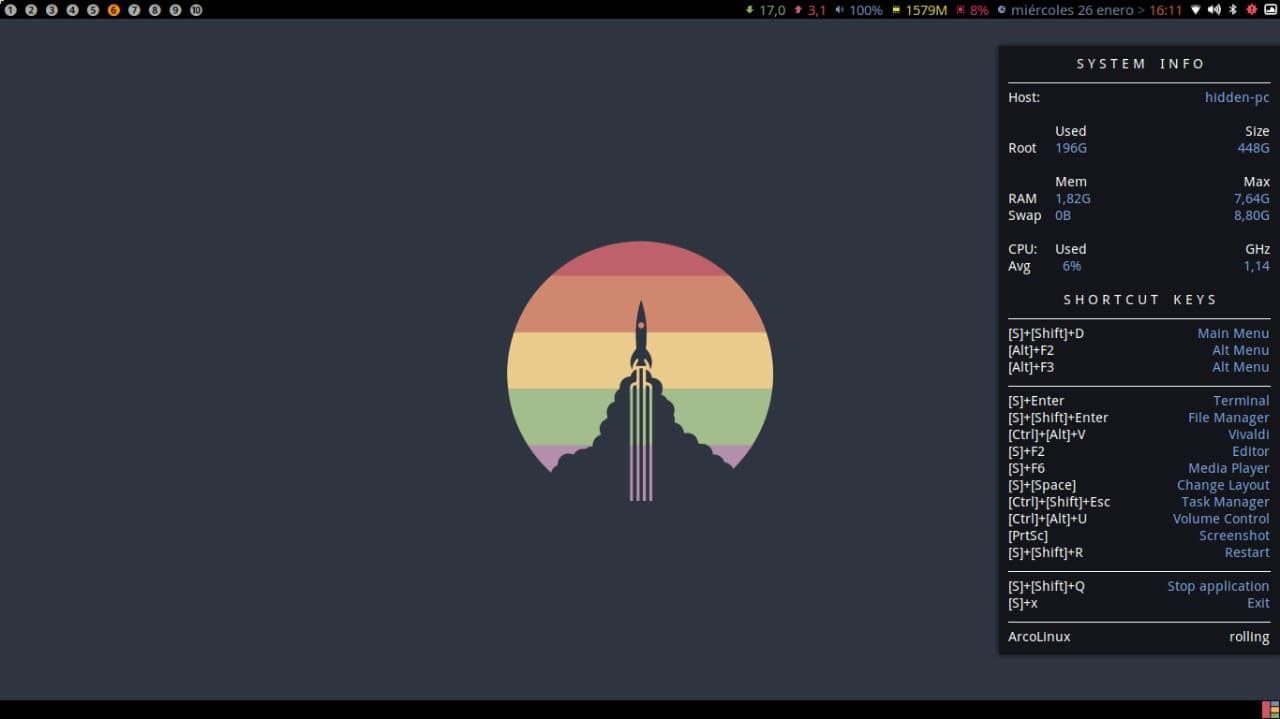 1 2 3 4 5 6 7 8 9 10 17,0 3,1 100% 1579M 8% miércoles 26 enero > 16:11
SYSTEM INFO
Host: hidden-pc
Used Size
Root 196G 448G
Mem Max
RAM 1,82G 7,64G
Swap 0B 8,80G
CPU: Used GHz
Avg 6% 1,14
SHORTCUT KEYS
[S]+[Shift]+D Main Menu
[Alt]+F2 Alt Menu
[Alt]+F3 Alt Menu
[S]+Enter Terminal
[S]+[Shift]+Enter File Manager
[Ctrl]+[Alt]+V Vivaldi
[S]+F2 Editor
[S]+F6 Media Player
[S]+[Space] Change Layout
[Ctrl]+[Shift]+Esc Task Manager
[Ctrl]+[Alt]+U Volume Control
[PrtSc] Screenshot
[S]+[Shift]+R Restart
[S]+[Shift]+Q Stop application
[S]+x Exit
ArcoLinux rolling